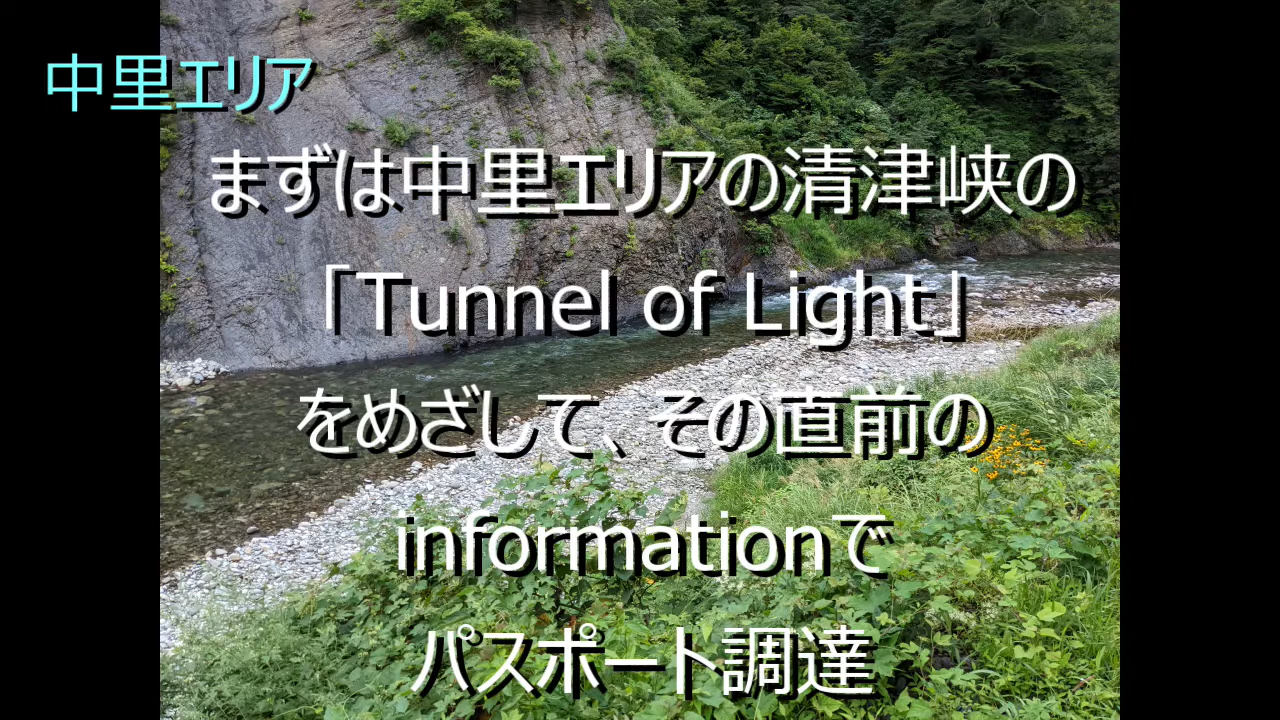 中里エリア
まずは中里エリアの清津峡の
「Tunnel of Light」
をめざして、その直前の
informationで
パスポート調達